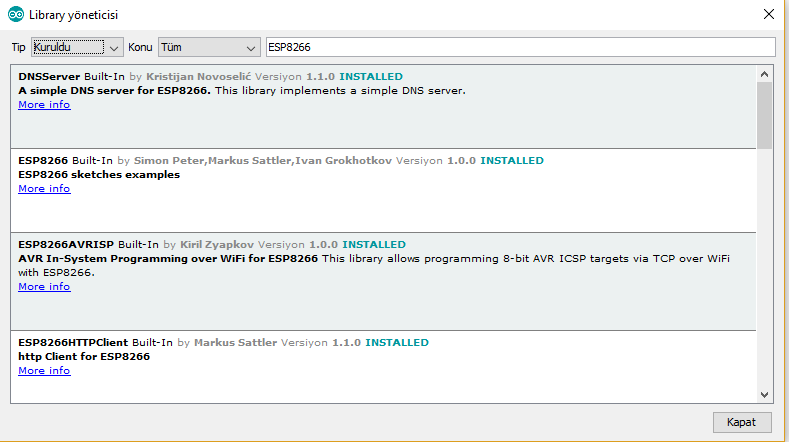 Library yöneticisi
Tip Kuruldu Konu Tüm ESP8266
DNSServer Built-In by Kristijan Novoselić Versiyon 1.1.0 INSTALLED
A simple DNS server for ESP8266. This library implements a simple DNS server.
More info
ESP8266 Built-In by Simon Peter,Markus Sattler,Ivan Grokhotkov Versiyon 1.0.0 INSTALLED
ESP8266 sketches examples
More info
ESP8266AVRISP Built-In by Kiril Zyapkov Versiyon 1.0.0 INSTALLED
AVR In-System Programming over WiFi for ESP8266 This library allows programming 8-bit AVR ICSP targets via TCP over WiFi
with ESP8266.
More info
ESP8266HTTPClient Built-In by Markus Sattler Versiyon 1.1.0 INSTALLED
http Client for ESP8266
More info
Kapat